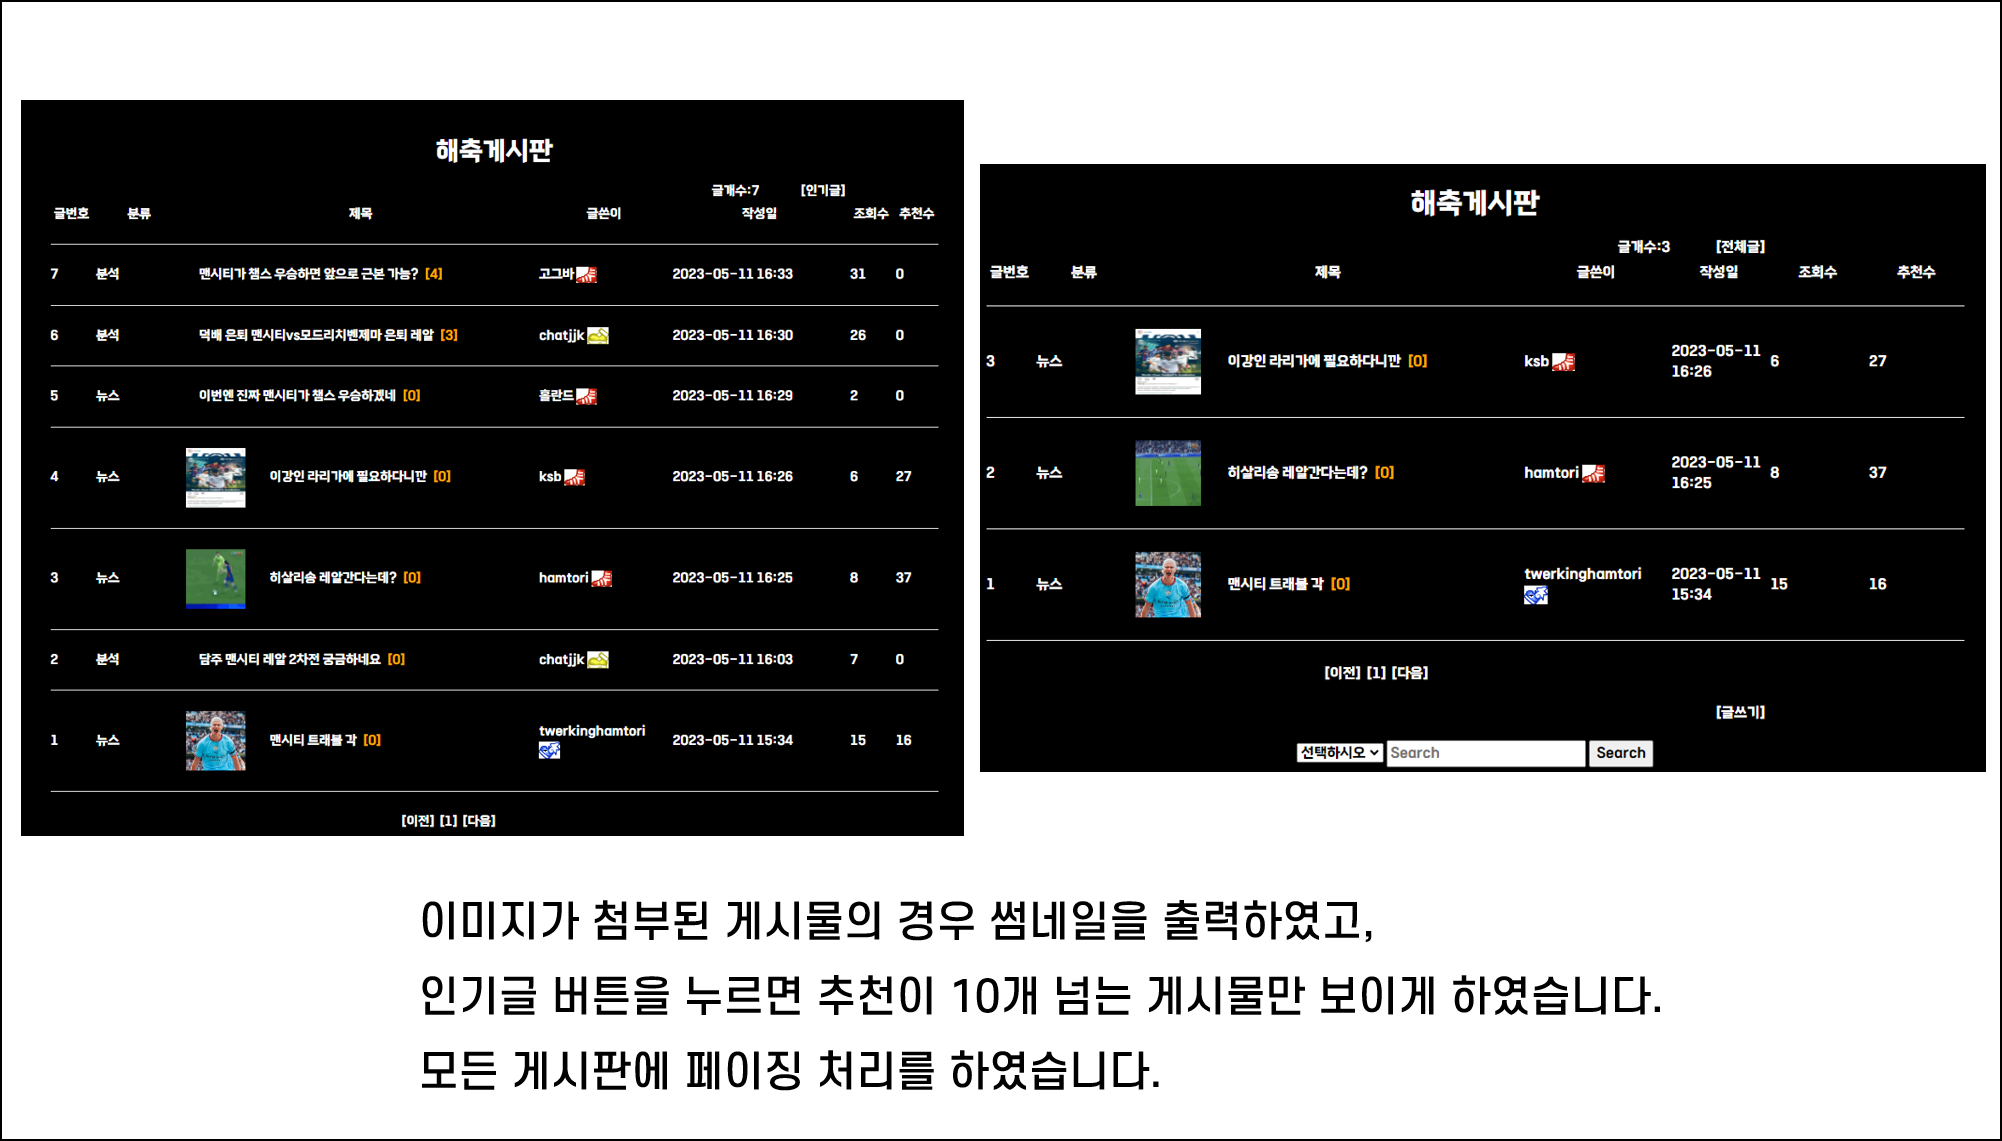 해축게시판
글개수:7 [인기글]
글번호 분류 제목 글쓴이 작성일 조회수 추천수
7 분석 맨시티가 챔스 우승하면 앞으로 근본 가능? [4] 고그바 2023-05-11 16:33 31 0
6 분석 덕배 은퇴 맨시티vs모드리치벤제마 은퇴 레알 [3] chatjjk 2023-05-11 16:30 26 0
5 뉴스 이번엔 진짜 맨시티가 챔스 우승하겠네 [0] 홀란드 2023-05-11 16:29 2 0
4 뉴스 이강인 라리가에 필요하다니깐 [0] ksb 2023-05-11 16:26 6 27
3 뉴스 히살리송 레알간다는데? [0] hamtori 2023-05-11 16:25 8 37
2 분석 담주 맨시티 레알 2차전 궁금하네요 [0] chatjjk 2023-05-11 16:03 7 0
1 뉴스 맨시티 트래블 각 [0] twerkinghamtori 2023-05-11 15:34 15 16
[이전] [1] [다음]
해축게시판
글개수:3 [전체글]
글번호 분류 제목 글쓴이 작성일 조회수 추천수
3 뉴스 이강인 라리가에 필요하다니깐 [0] ksb 2023-05-11 16:26 6 27
2 뉴스 히살리송 레알간다는데? [0] hamtori 2023-05-11 16:25 8 37
1 뉴스 맨시티 트래블 각 [0] twerkinghamtori 2023-05-11 15:34 15 16
[이전] [1] [다음]
[글쓰기]
선택하시오 Search Search
이미지가 첨부된 게시물의 경우 썸네일을 출력하였고,
인기글 버튼을 누르면 추천이 10개 넘는 게시물만 보이게 하였습니다.
모든 게시판에 페이징 처리를 하였습니다.